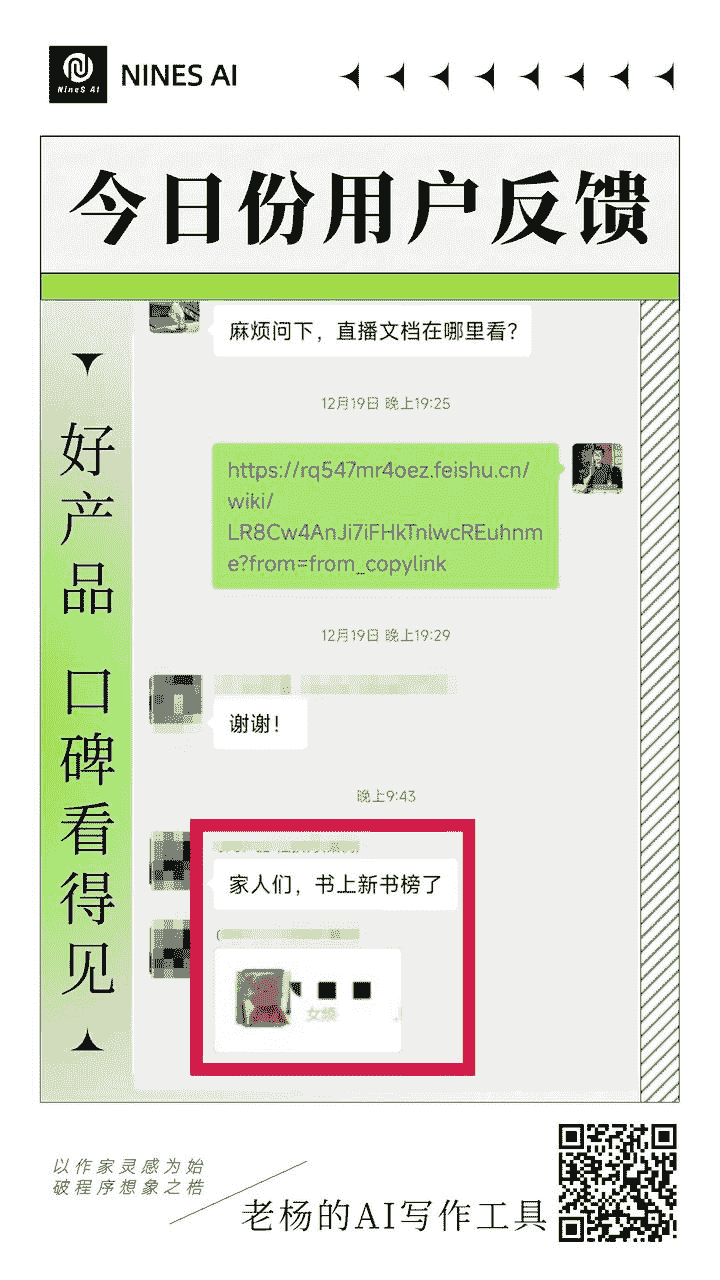 NineS AI
NINES AI
今日份用户反馈
好产品 口碑看得见
麻烦问下，直播文档在哪里看？
12月19日 晚上19:25
https://rq547mr4oez.feishu.cn/
wiki/
LR8Cw4AnJi7iFHkTnlwcREuhnm
e?from=from_copylink
12月19日 晚上19:29
谢谢！
晚上9:43
家人们，书上新书榜了
女频
以作家灵感为始
破程序想象之梏
老杨的AI写作工具